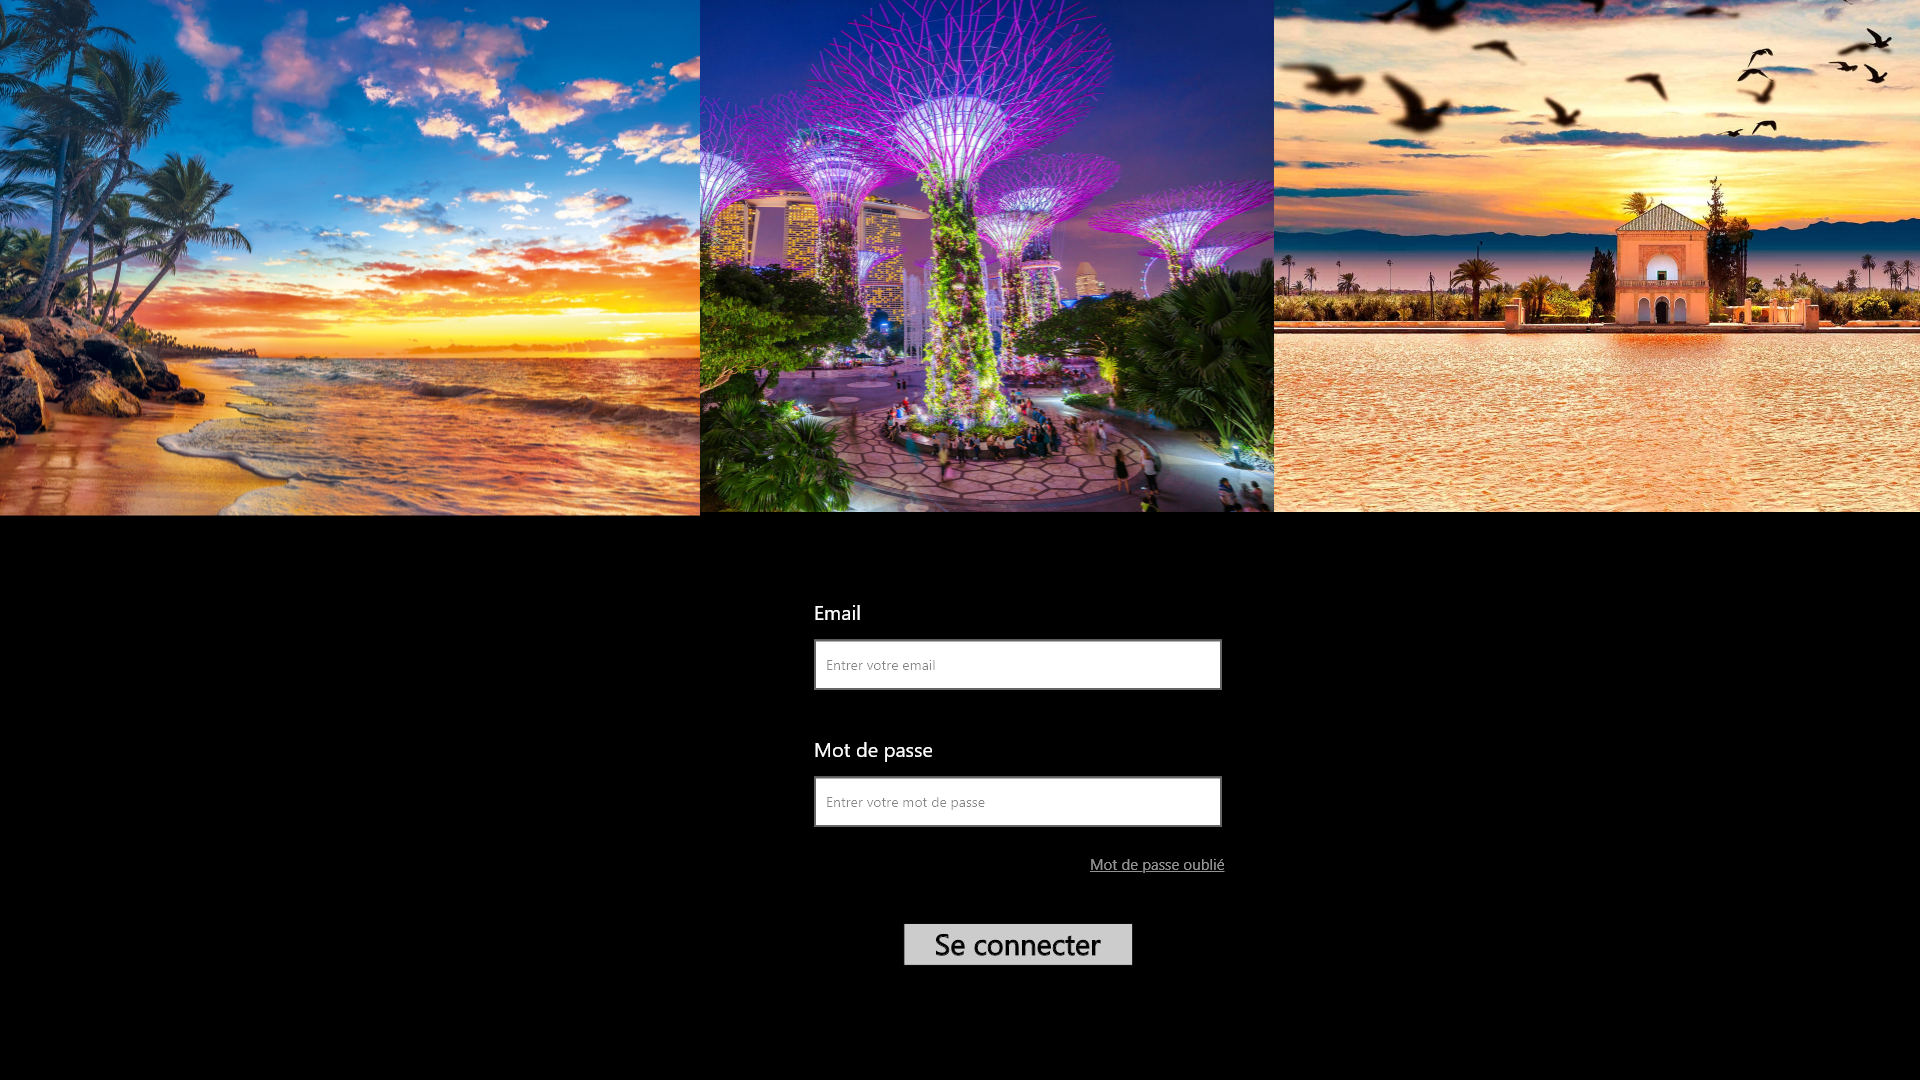 Email
Entrer votre email
Mot de passe
Entrer votre mot de passe
Mot de passe oublié
Se connecter